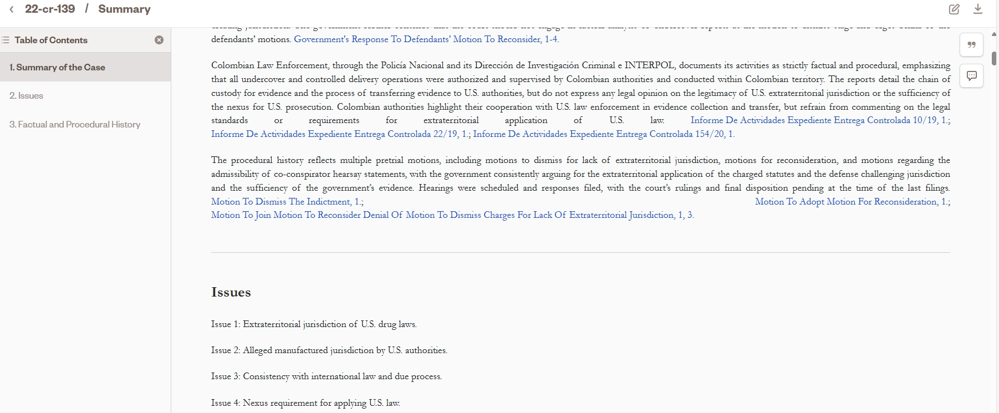 22-cr-139 / Summary
Table of Contents
1. Summary of the Case
2. Issues
3. Factual and Procedural History
defendants' motions. Government's Response To Defendants' Motion To Reconsider, 1-4.
Colombian Law Enforcement, through the Policía Nacional and its Dirección de Investigación Criminal e INTERPOL, documents its activities as strictly factual and procedural, emphasizing
that all undercover and controlled delivery operations were authorized and supervised by Colombian authorities and conducted within Colombian territory. The reports detail the chain of
custody for evidence and the process of transferring evidence to U.S. authorities, but do not express any legal opinion on the legitimacy of U.S. extraterritorial jurisdiction or the sufficiency of
the nexus for U.S. prosecution. Colombian authorities highlight their cooperation with U.S. law enforcement in evidence collection and transfer, but refrain from commenting on the legal
standards or requirements for extraterritorial application of U.S. law. Informe De Actividades Expediente Entrega Controlada 10/19, 1.;
Informe De Actividades Expediente Entrega Controlada 22/19, 1.; Informe De Actividades Expediente Entrega Controlada 154/20, 1.
The procedural history reflects multiple pretrial motions, including motions to dismiss for lack of extraterritorial jurisdiction, motions for reconsideration, and motions regarding the
admissibility of co-conspirator hearsay statements, with the government consistently arguing for the extraterritorial application of the charged statutes and the defense challenging jurisdiction
and the sufficiency of the government's evidence. Hearings were scheduled and responses filed, with the court's rulings and final disposition pending at the time of the last filings.
Motion To Dismiss The Indictment, 1.; Motion To Adopt Motion For Reconsideration, 1.;
Motion To Join Motion To Reconsider Denial Of Motion To Dismiss Charges For Lack Of Extraterritorial Jurisdiction, 1, 3.
Issues
Issue 1: Extraterritorial jurisdiction of U.S. drug laws.
Issue 2: Alleged manufactured jurisdiction by U.S. authorities.
Issue 3: Consistency with international law and due process.
Issue 4: Nexus requirement for applying U.S. law.